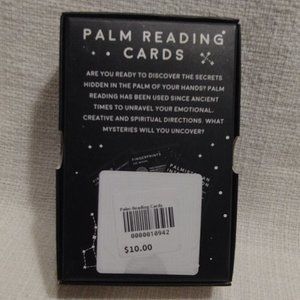 PALM READING
CARDS
ARE YOU READY TO DISCOVER THE SECRETS
HIDDEN IN THE PALM OF YOUR HANDS? PALM
READING HAS BEEN USED SINCE ANCIENT
TIMES TO UNRAVEL YOUR EMOTIONAL,
CREATIVE AND SPIRITUAL DIRECTIONS. WHAT
MYSTERIES WILL YOU UNCOVER?
FINGERPRINTS
Palm Reading Cards
0000010942
$10.00